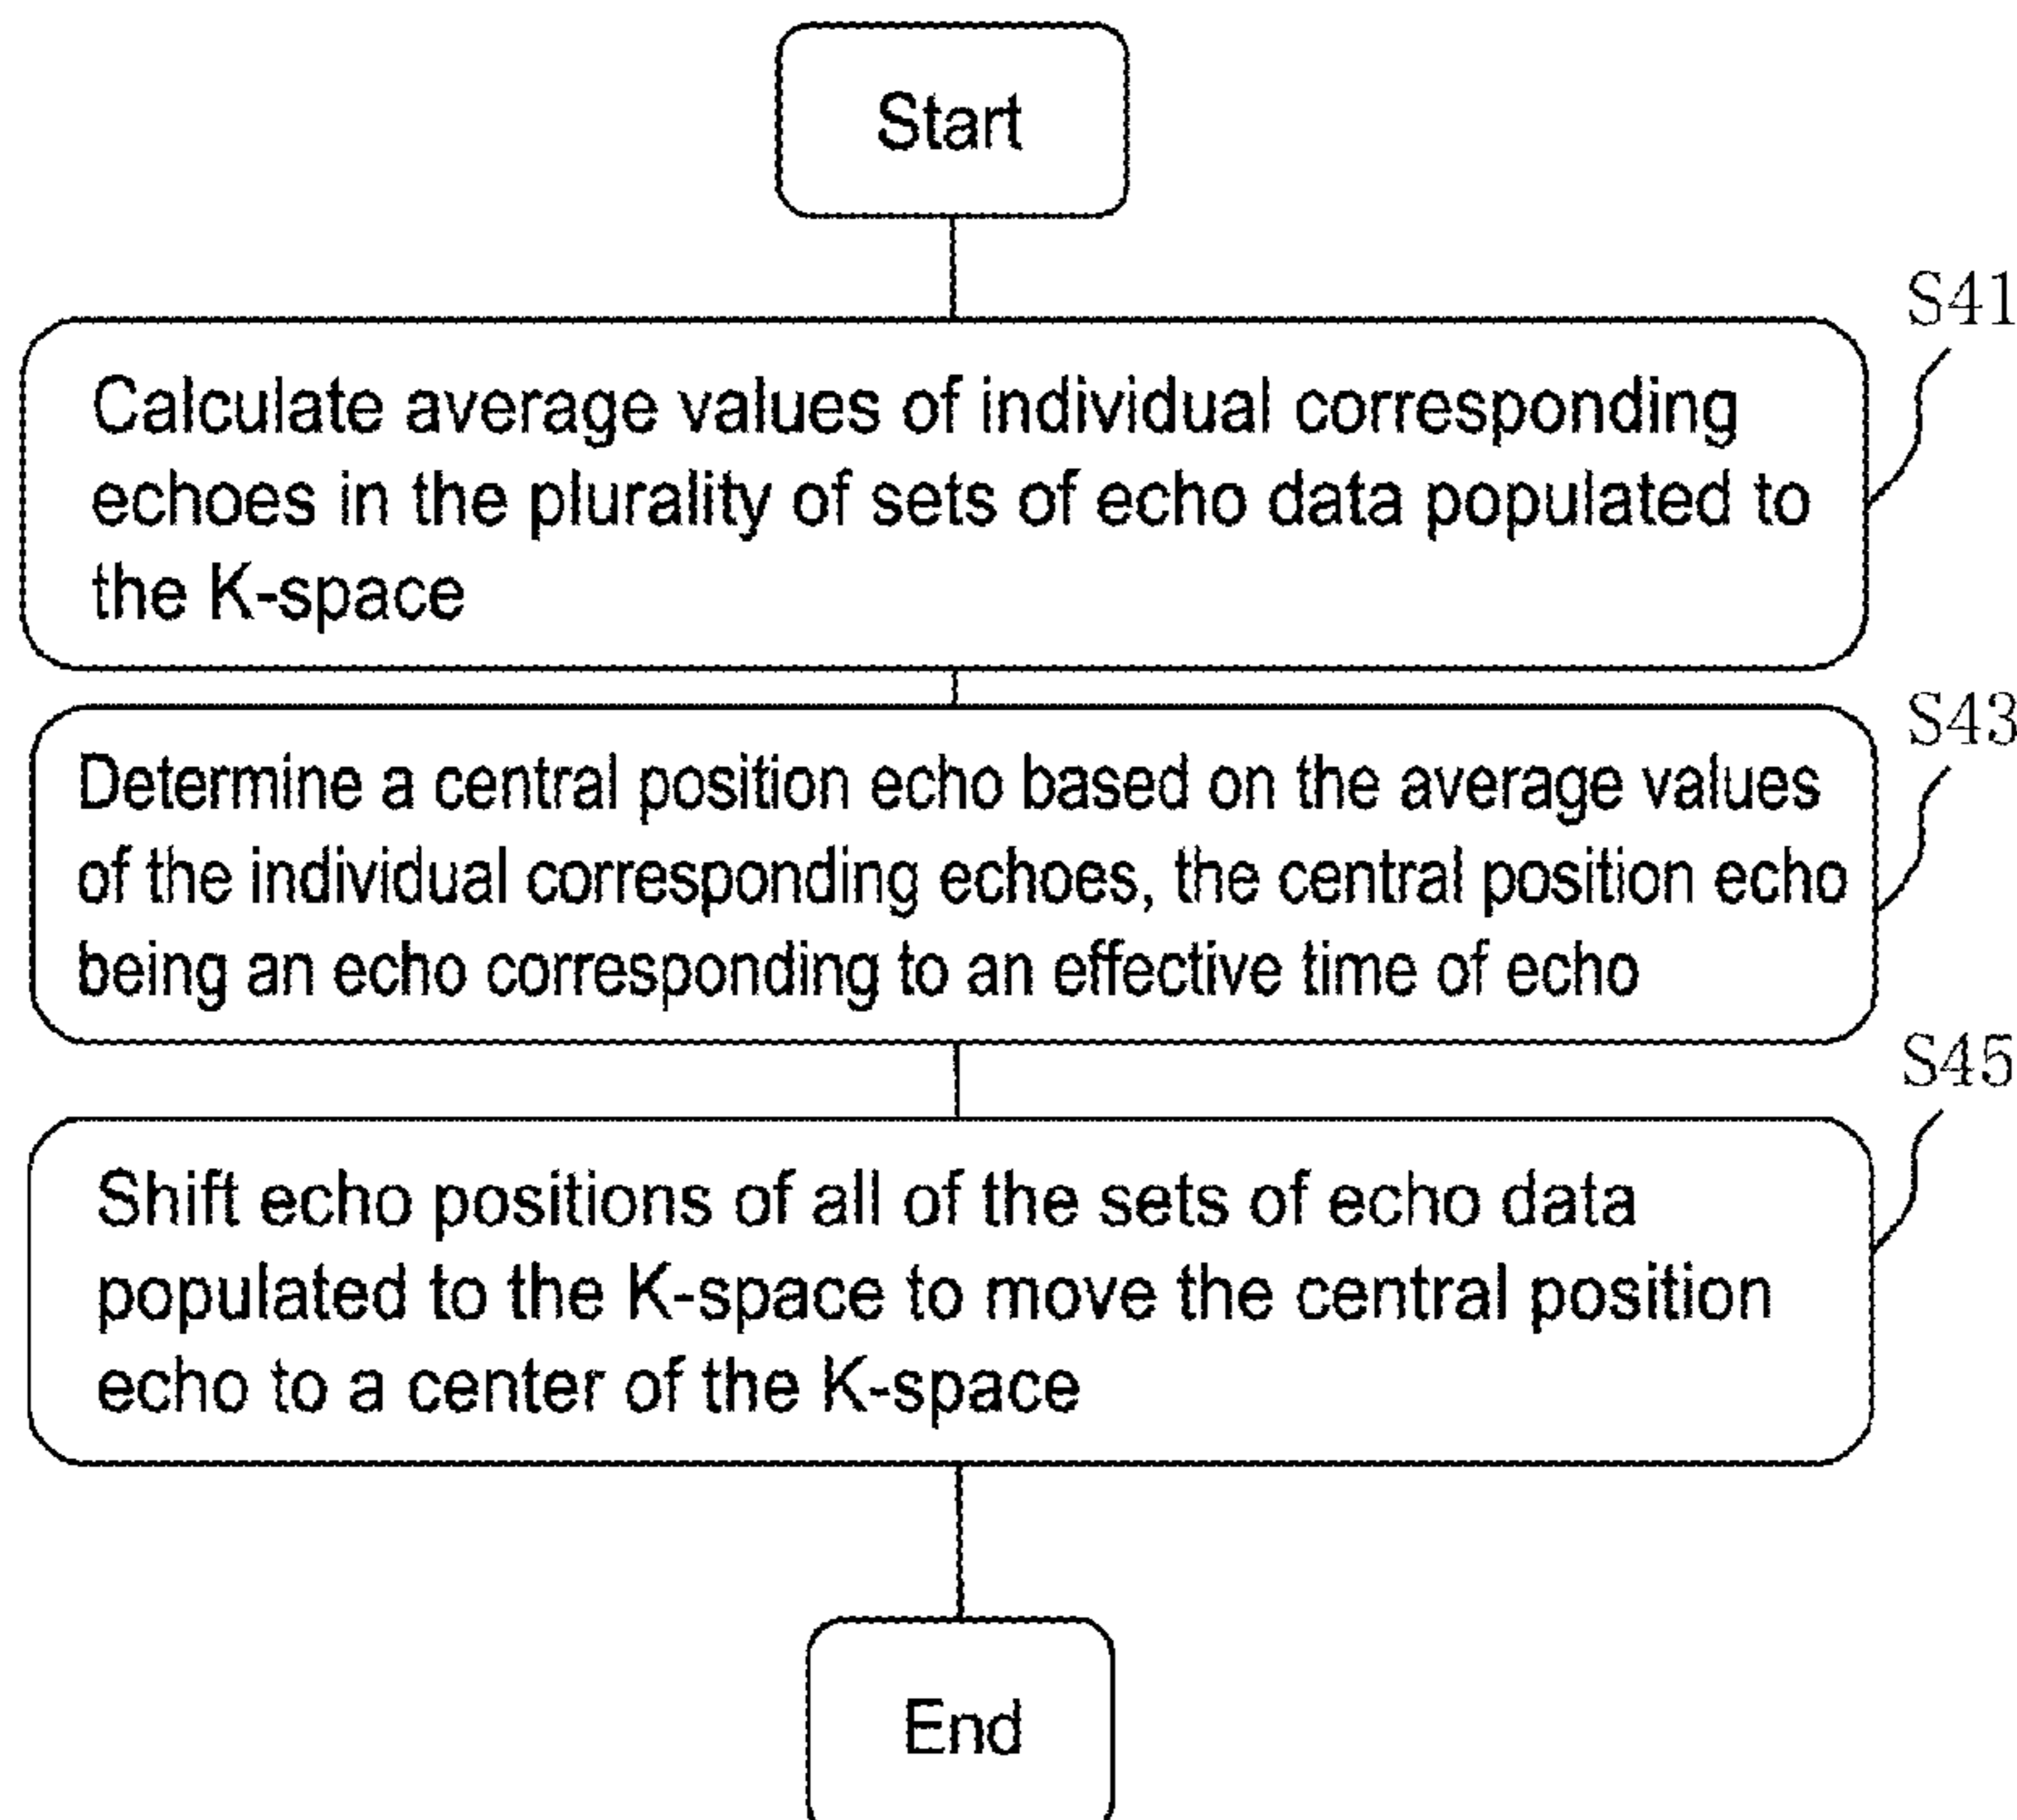 Start
S41
Calculate average values of individual corresponding
echoes in the plurality of sets of echo data populated to
the K-space
S43
Determine a central position echo based on the average values
of the individual corresponding echoes, the central position echo
being an echo corresponding to an effective time of echo
S45
Shift echo positions of all of the sets of echo data
populated to the K-space to move the central position
echo to a center of the K-space
End